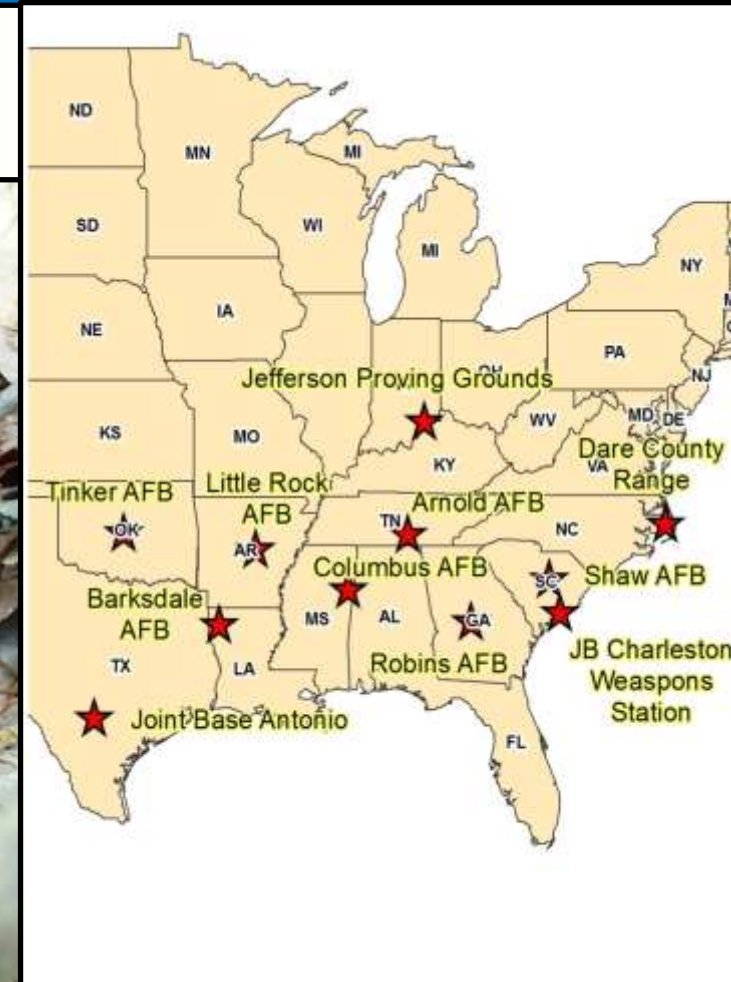 ND
MN
MI
SD
WI
MI
NY
IA
NE
PA
OH
NJ
Jefferson Proving Grounds
KS
MO
WV
MD
DE
KY
VA
Dare County
Range
Tinker AFB
Little Rock
AFB
Arnold AFB
OK
AR
TN
NC
Columbus AFB
SC
Shaw AFB
Barksdale
AFB
MS
AL
GA
TX
LA
Robins AFB
JB Charleston
Weaspons
Station
Joint Base Antonio
FL